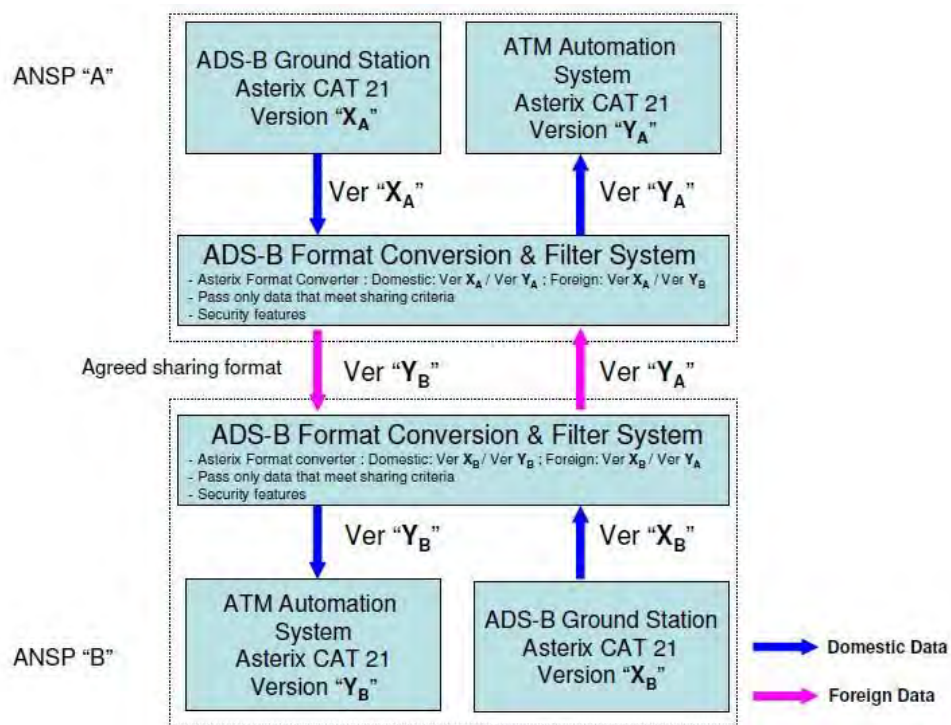 ANSP “A”
ADS-B Ground Station
Asterix CAT 21
Version “XA”
ATM Automation
System
Asterix CAT 21
Version “YA”
Ver “XA”
Ver “YA”
ADS-B Format Conversion & Filter System
- Asterix Format Converter : Domestic: Ver XA / Ver YA ; Foreign: Ver XA / Ver YB
- Pass only data that meet sharing criteria
- Security features
Agreed sharing format
Ver “YB”
Ver “YA”
ADS-B Format Conversion & Filter System
- Asterix Format converter : Domestic: Ver XB / Ver YB ; Foreign: Ver XB / Ver YA
- Pass only data that meet sharing criteria
- Security features
Ver “YB”
Ver “XB”
ANSP “B”
ATM Automation
System
Asterix CAT 21
Version “YB”
ADS-B Ground Station
Asterix CAT 21
Version “XB”
Domestic Data
Foreign Data